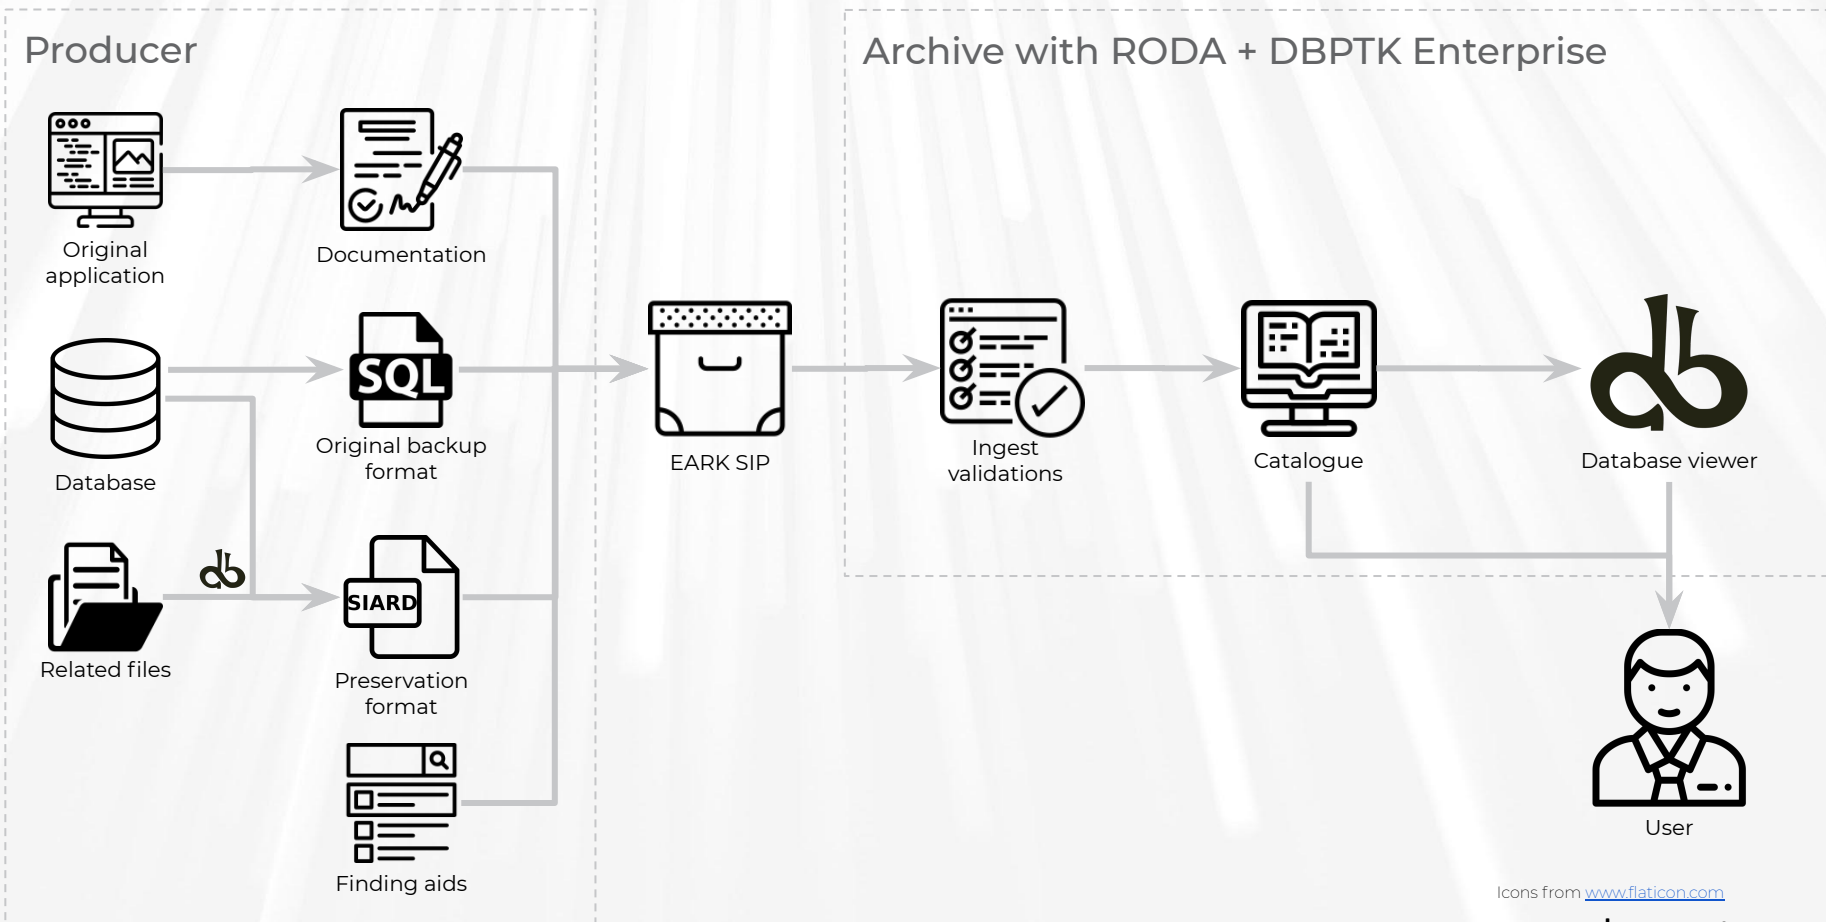 Producer
Archive with RODA + DBPTK Enterprise
Original
application
Documentation
SQL
Database
Original backup
format
EARK SIP
Ingest
validations
Catalogue
Database viewer
SIARD
Related files
Preservation
format
Finding aids
User
Icons from www.flaticon.com